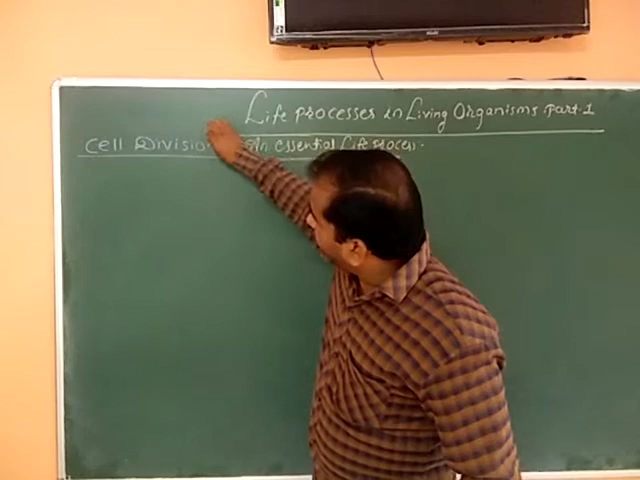 Life processes in Living Organisms Part-1
Cell Division An essential Life process-